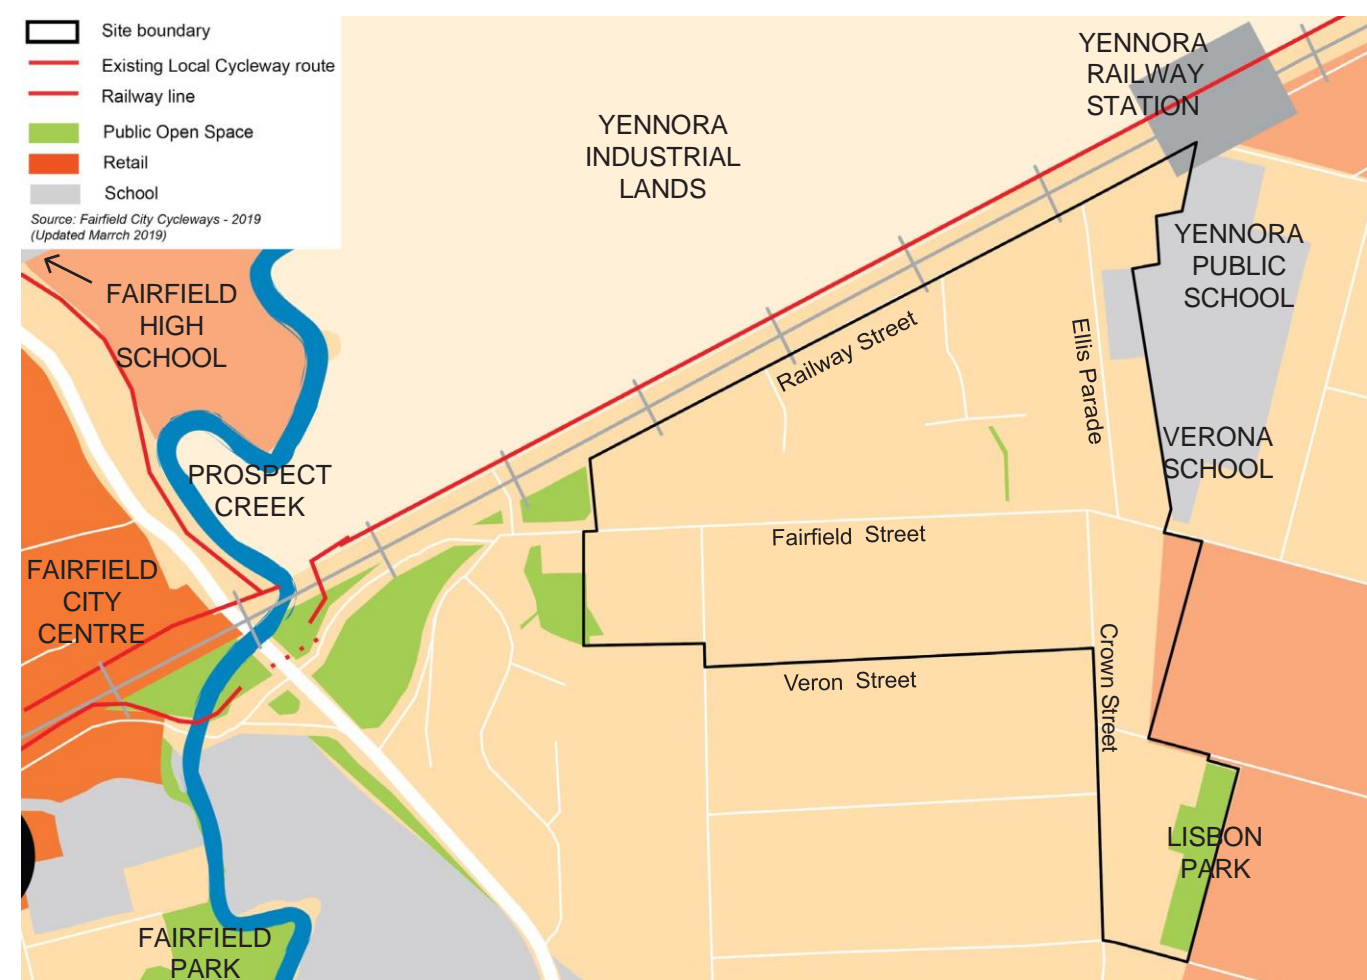 Site boundary
Existing Local Cycleway route
Railway line
Public Open Space
Retail
School
Source: Fairfield City Cycleways - 2019
(Updated Marrch 2019)
YENNORA
RAILWAY
STATION
YENNORA
INDUSTRIAL
LANDS
YENNORA
PUBLIC
SCHOOL
FAIRFIELD
HIGH
SCHOOL
Railway Street
Ellis Parade
VERONA
SCHOOL
PROSPECT
CREEK
Fairfield Street
FAIRFIELD
CITY
CENTRE
Crown Street
Veron Street
LISBON
PARK
FAIRFIELD
PARK